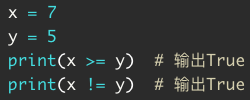 x = 7
y = 5
print(x >= y)  # 输出True
print(x != y)  # 输出True